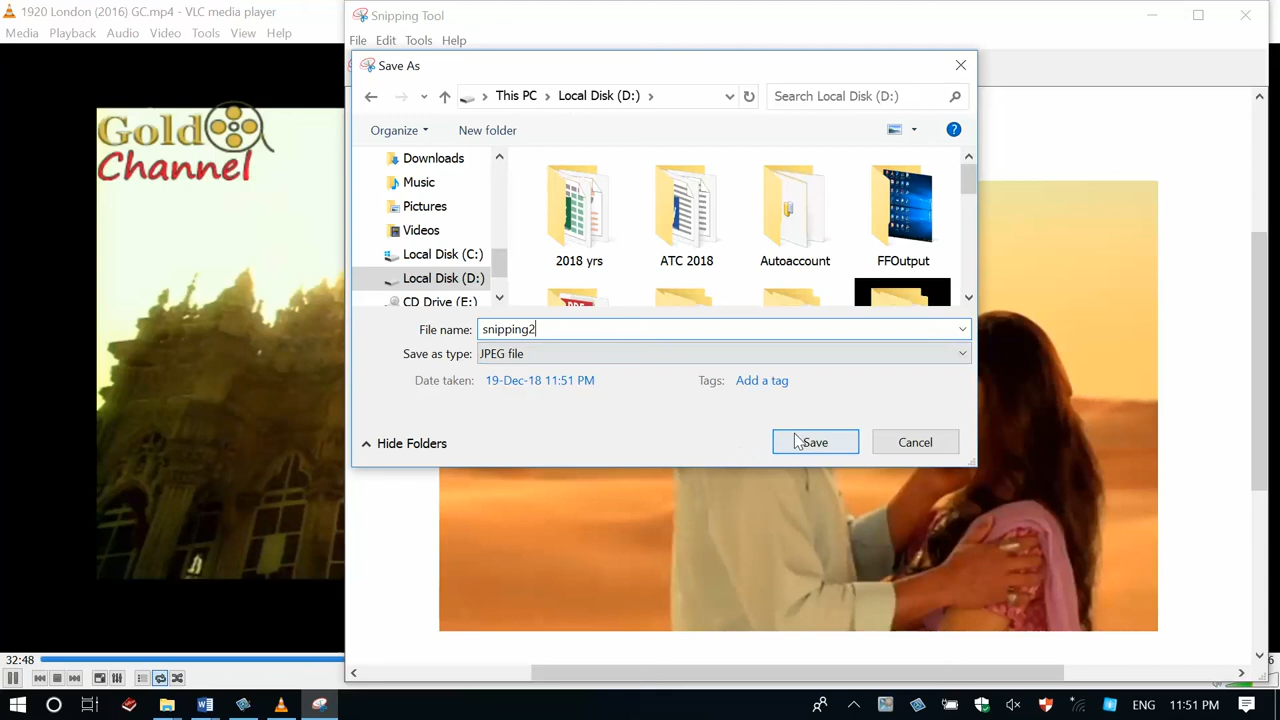 1920 London (2016) GC.mp4 - VLC media player
Media Playback Audio Video Tools View Help
Gold
Channel
32:48
Snipping Tool
File Edit Tools Help
Save As
This PC > Local Disk (D:) >
Search Local Disk (D:)
Organize
New folder
Downloads
Music
Pictures
Videos
Local Disk (C:)
Local Disk (D:)
CD Drive (E:)
2018 yrs
ATC 2018
Autoaccount
FFOutput
File name: snipping2
Save as type: JPEG file
Date taken: 19-Dec-18 11:51 PM
Tags: Add a tag
Hide Folders
Save
Cancel
ENG 11:51 PM